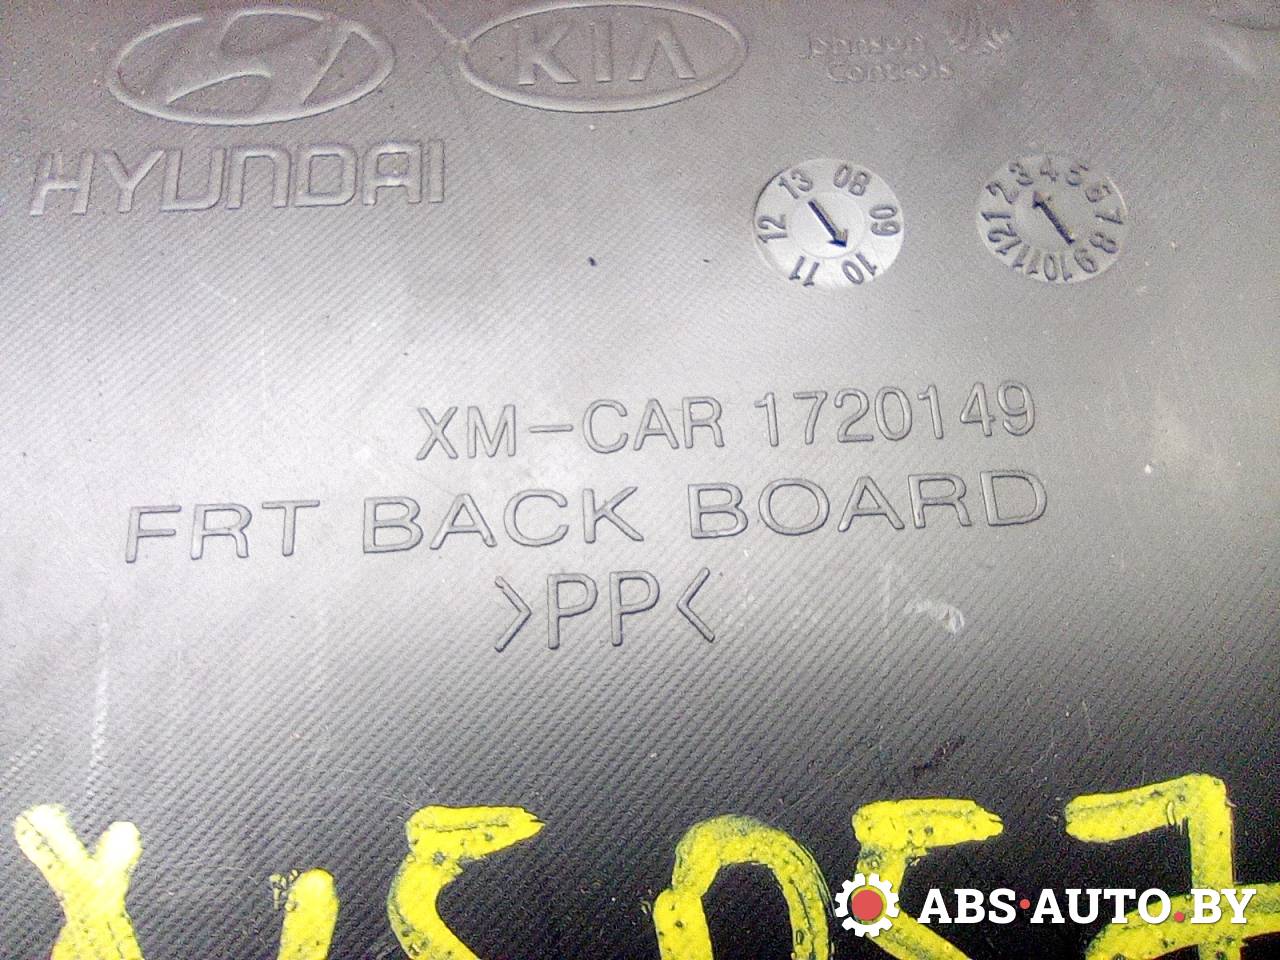 HYUNDAI
KIA
Johnson
Controls
08 09 10 11 12 13
1 2 3 4 5 6 7 8 9 10 11 12
XM-CAR 1720149
FRT BACK BOARD
>PP<
ABS·AUTO.BY